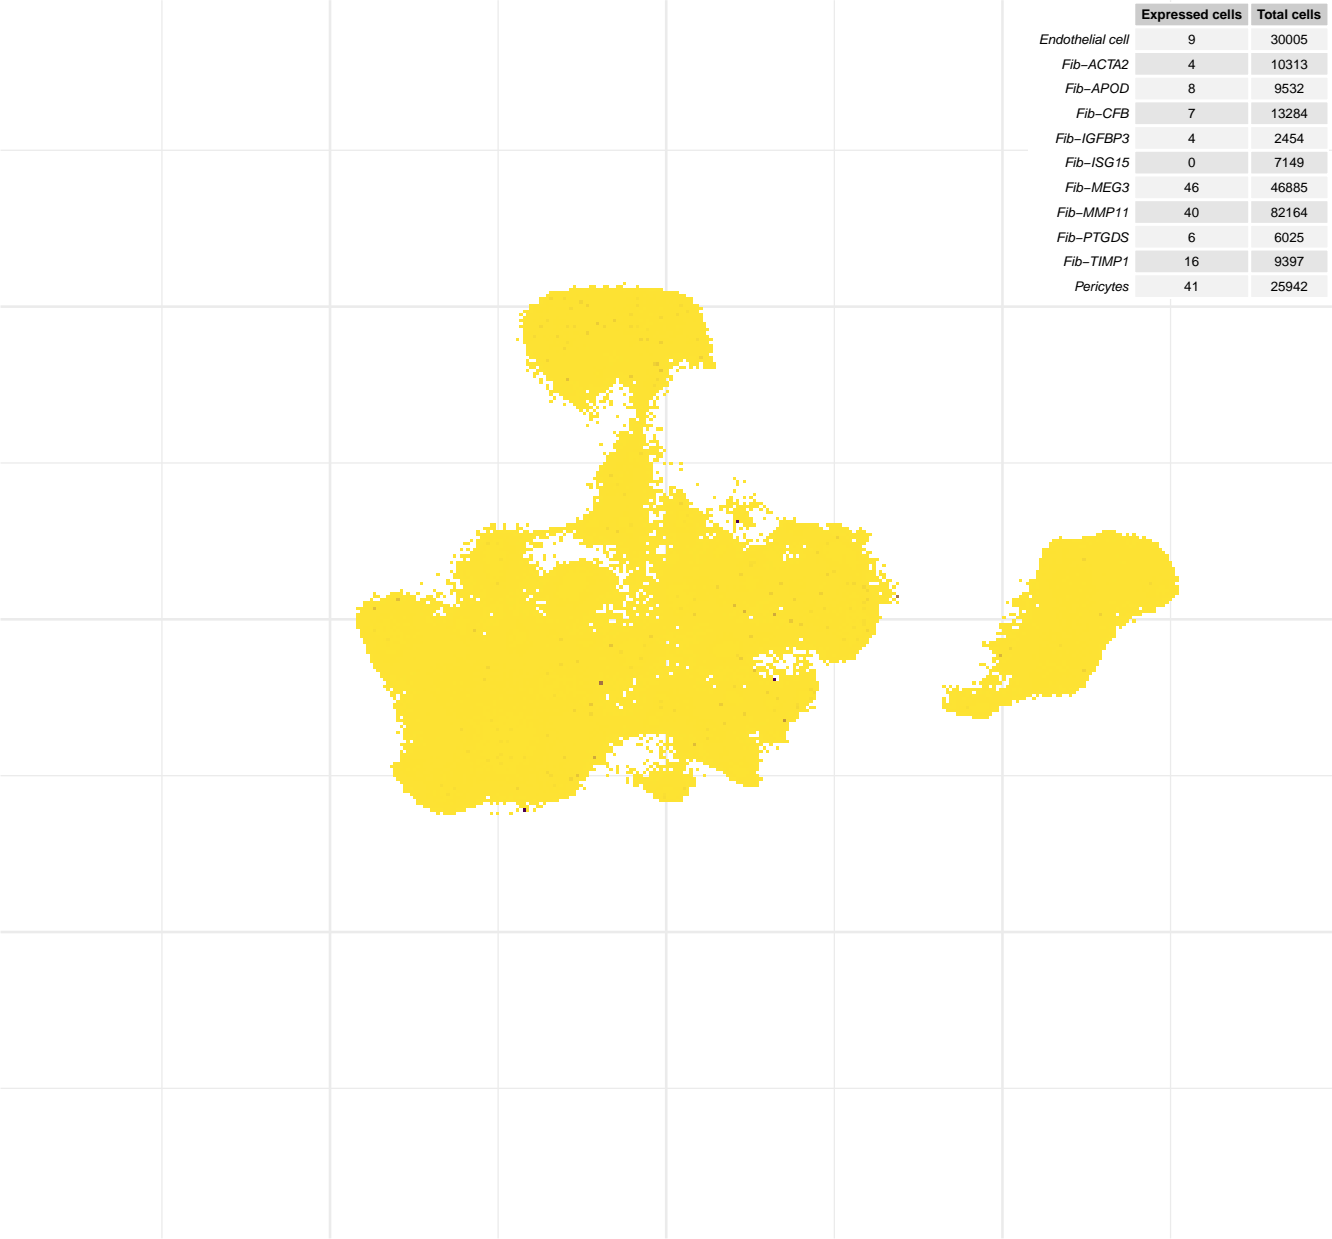 Expressed cells Total cells
Endothelial cell 9 30005
Fib−ACTA2 4 10313
Fib−APOD 8 9532
Fib−CFB 7 13284
Fib−IGFBP3 4 2454
Fib−ISG15 0 7149
Fib−MEG3 46 46885
Fib−MMP11 40 82164
Fib−PTGDS 6 6025
Fib−TIMP1 16 9397
Pericytes 41 25942